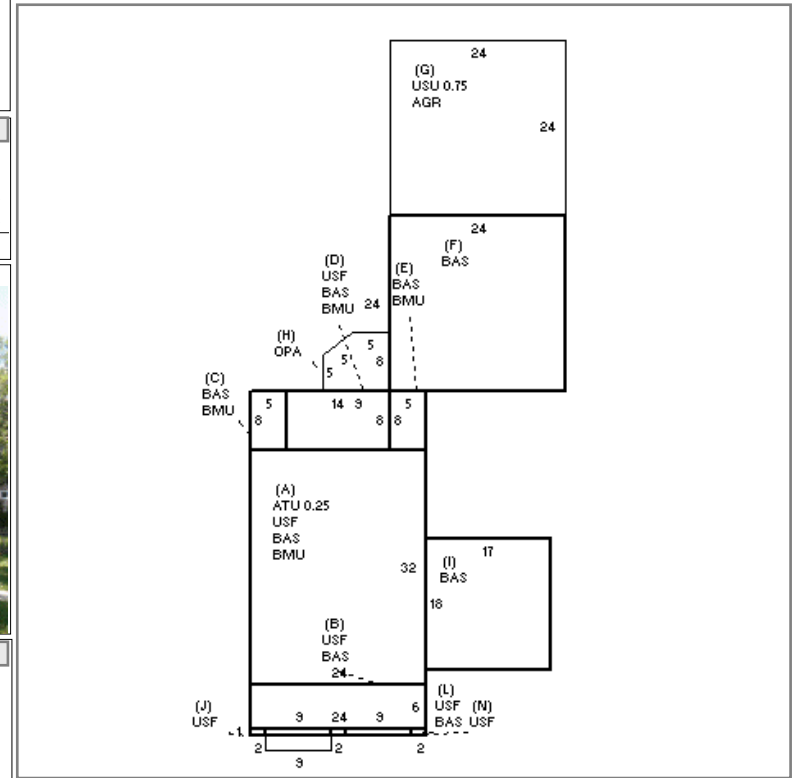 24
(G)
USU 0.75
AGR
24
24
(F)
BAS
(D)
USF
BAS
BMU
24
(E)
BAS
BMU
(H)
OPA
5
5
5
8
(C)
BAS
BMU
5
8
14 9
8
5
8
(A)
ATU 0.25
USF
BAS
BMU
32
17
(I)
BAS
18
(B)
USF
BAS
24
6
(J)
USF
9 24 9
(L)
USF
BAS
(N)
USF
1
2
2
2
9